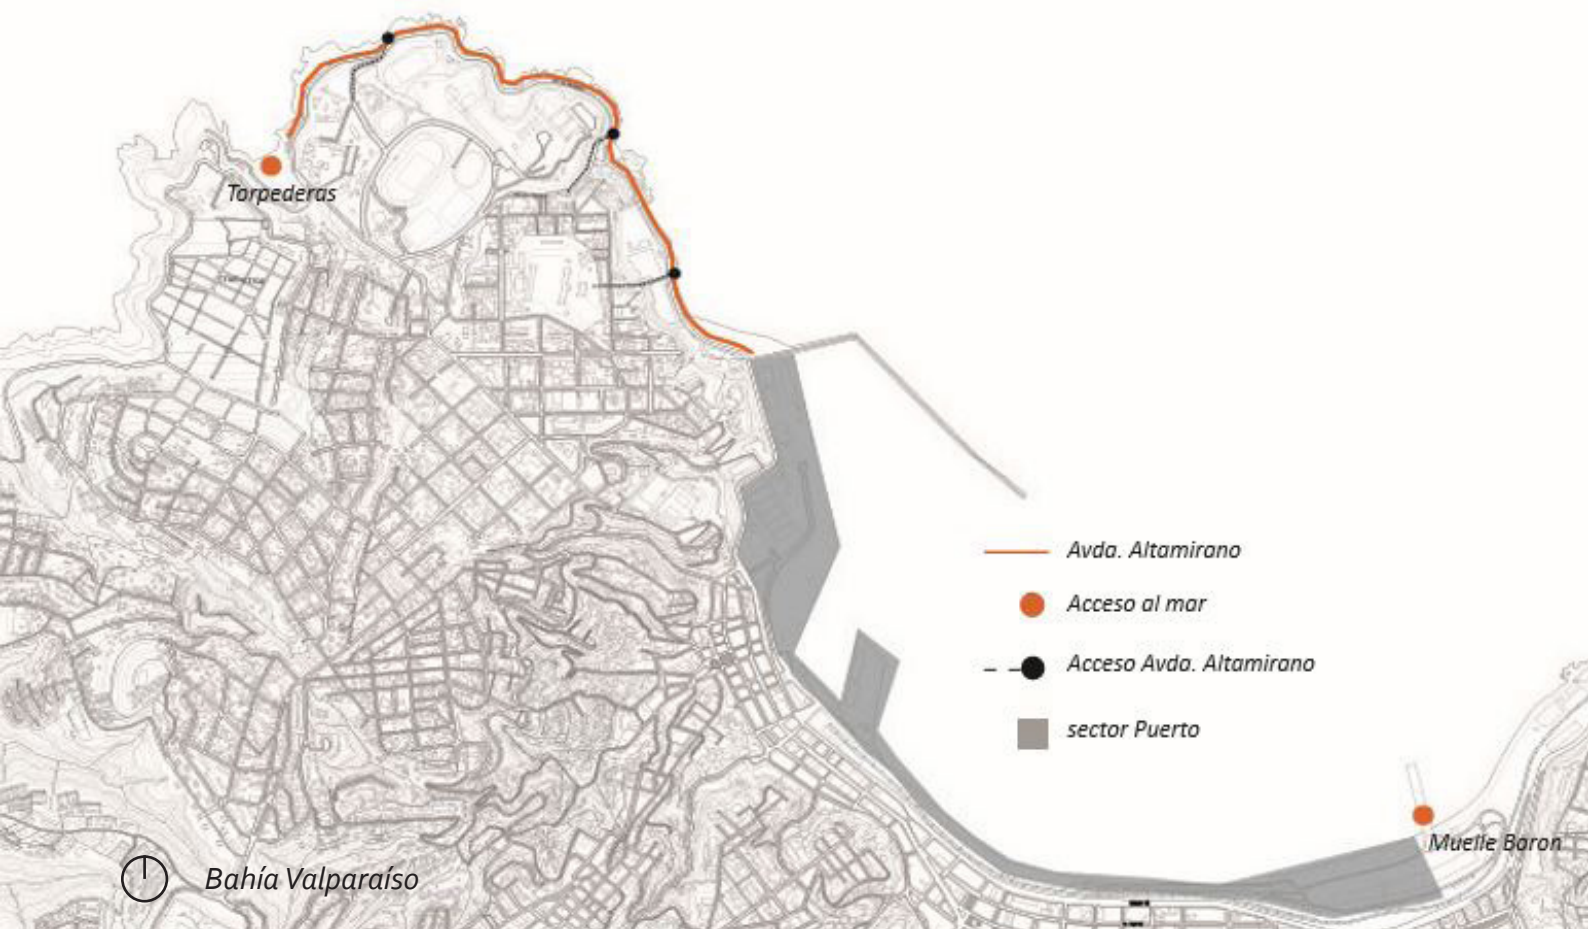 Torpederas
Avda. Altamirano
Acceso al mar
Acceso Avda. Altamirano
sector Puerto
Muelle Baron
Bahía Valparaíso